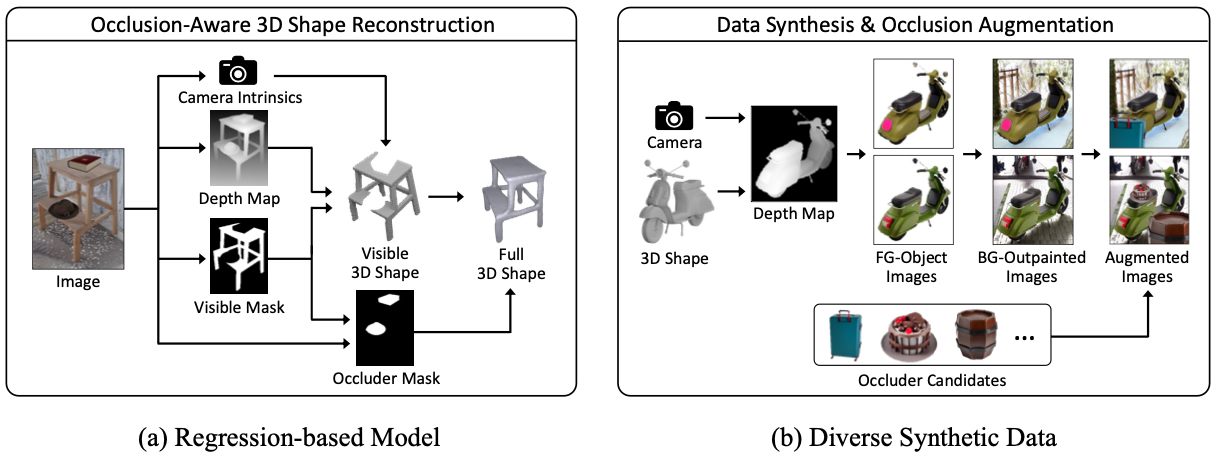 Occlusion-Aware 3D Shape Reconstruction
Camera Intrinsics
Depth Map
Image
Visible Mask
Visible
3D Shape
Full
3D Shape
Occluder Mask
(a) Regression-based Model
Data Synthesis & Occlusion Augmentation
Camera
3D Shape
Depth Map
FG-Object
Images
BG-Outpainted
Images
Augmented
Images
...
Occluder Candidates
(b) Diverse Synthetic Data